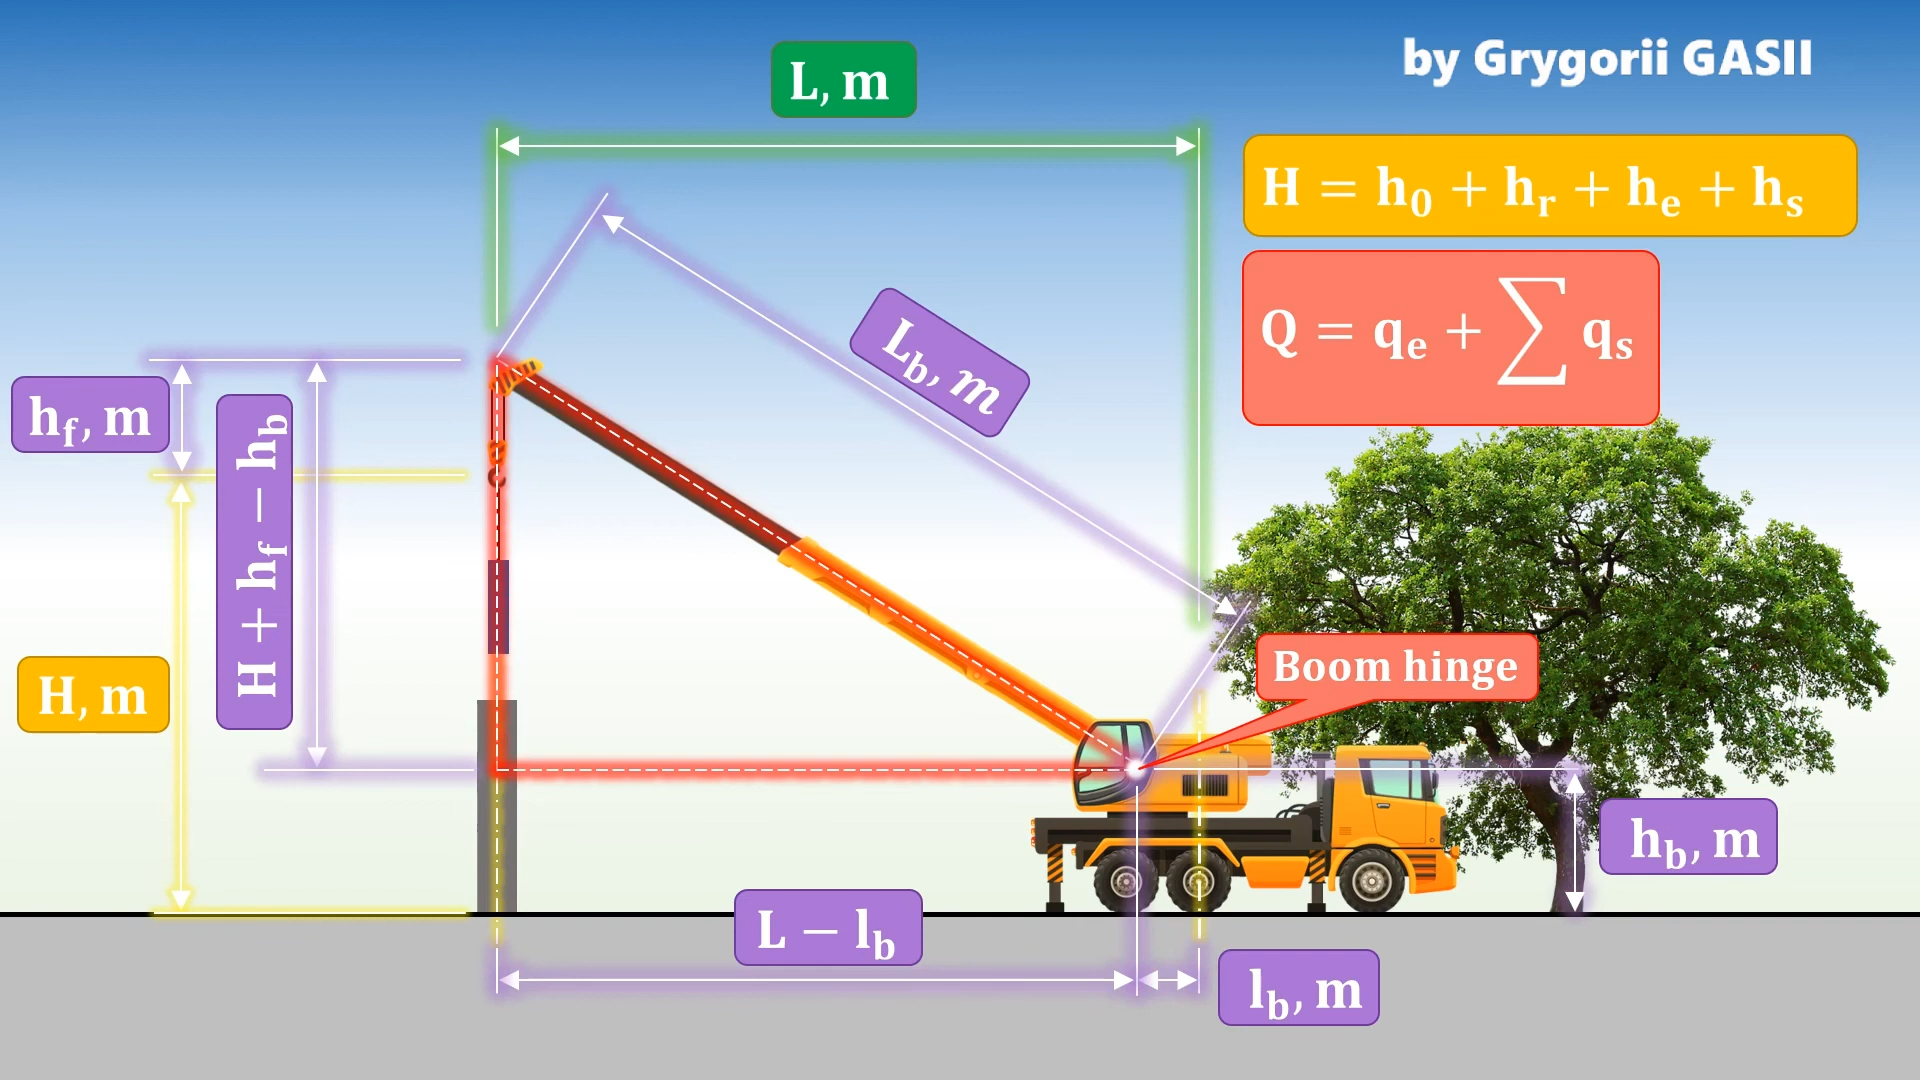 by Grygorii GASII
L, m
H = h₀ + hᵣ + hₑ + hₛ
Q = qₑ + ∑ qₛ
L_b, m
h_f, m
H + h_f − h_b
H, m
Boom hinge
h_b, m
L − l_b
l_b, m